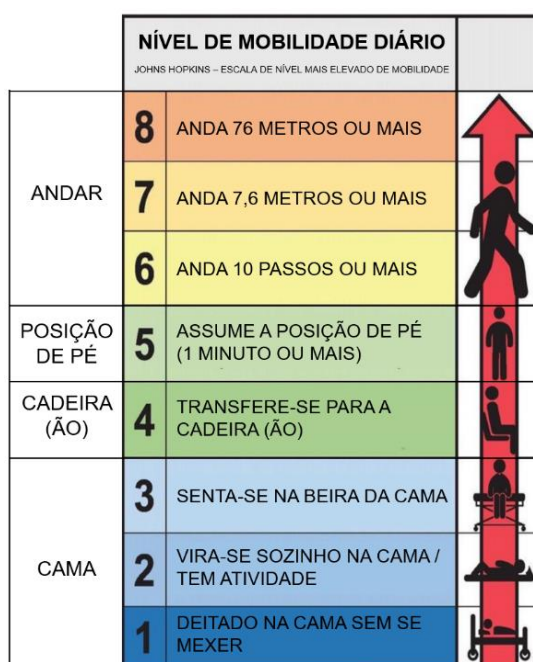 NÍVEL DE MOBILIDADE DIÁRIO
JOHNS HOPKINS – ESCALA DE NÍVEL MAIS ELEVADO DE MOBILIDADE
ANDAR
8 ANDA 76 METROS OU MAIS
7 ANDA 7,6 METROS OU MAIS
6 ANDA 10 PASSOS OU MAIS
POSIÇÃO
DE PÉ
5 ASSUME A POSIÇÃO DE PÉ
(1 MINUTO OU MAIS)
CADEIRA
(ÃO)
4 TRANSFERE-SE PARA A
CADEIRA (ÃO)
CAMA
3 SENTA-SE NA BEIRA DA CAMA
2 VIRA-SE SOZINHO NA CAMA /
TEM ATIVIDADE
1 DEITADO NA CAMA SEM SE
MEXER